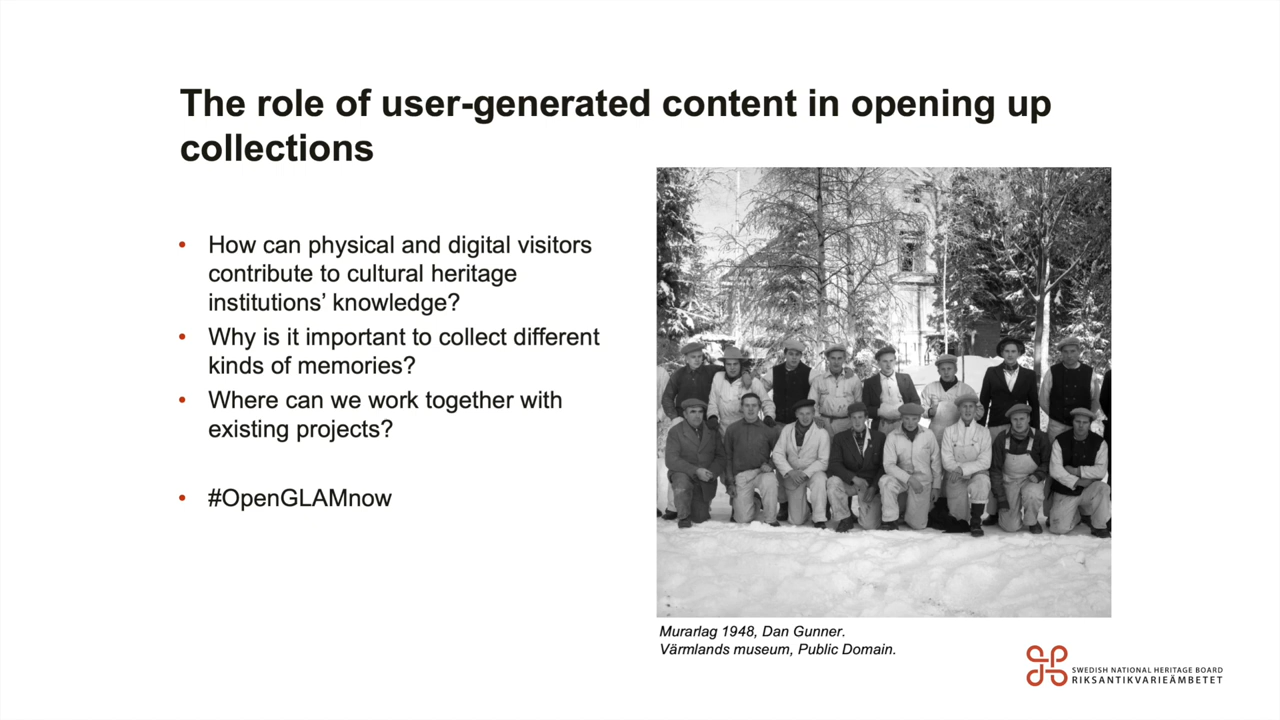 The role of user-generated content in opening up
collections
• How can physical and digital visitors
contribute to cultural heritage
institutions’ knowledge?
• Why is it important to collect different
kinds of memories?
• Where can we work together with
existing projects?
• #OpenGLAMnow
Murarlag 1948, Dan Gunner.
Värmlands museum, Public Domain.
SWEDISH NATIONAL HERITAGE BOARD
RIKSANTIKVARIEÄMBETET